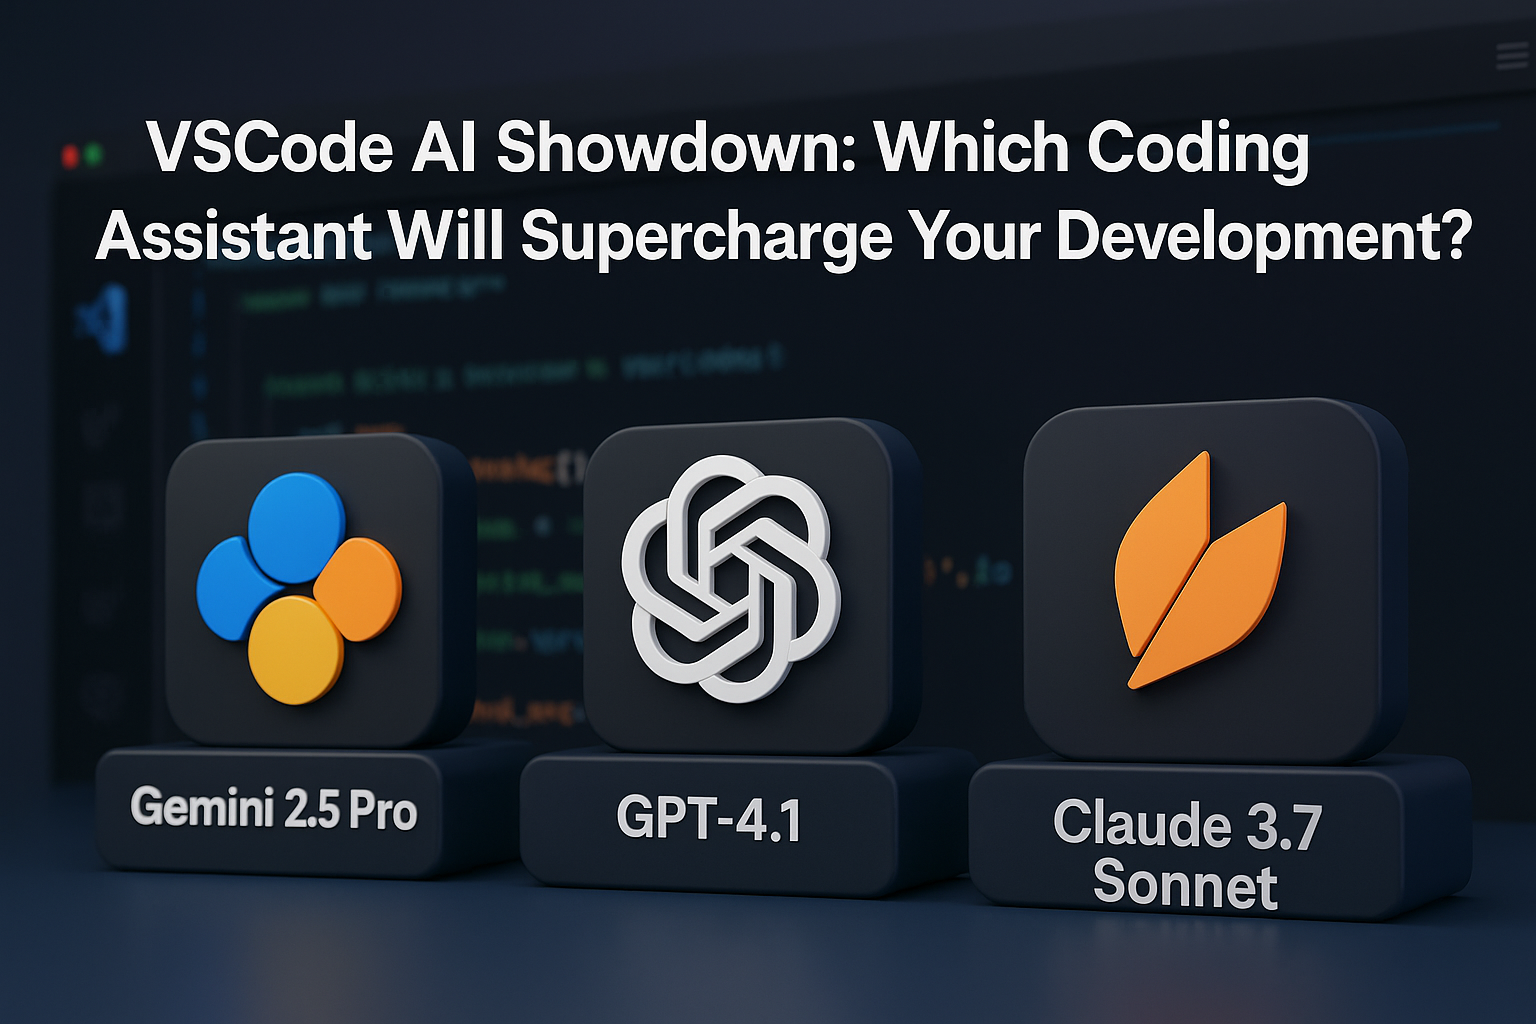 VSCode AI Showdown: Which Coding
Assistant Will Supercharge Your Development?
Gemini 2.5 Pro
GPT-4.1
Claude 3.7
Sonnet